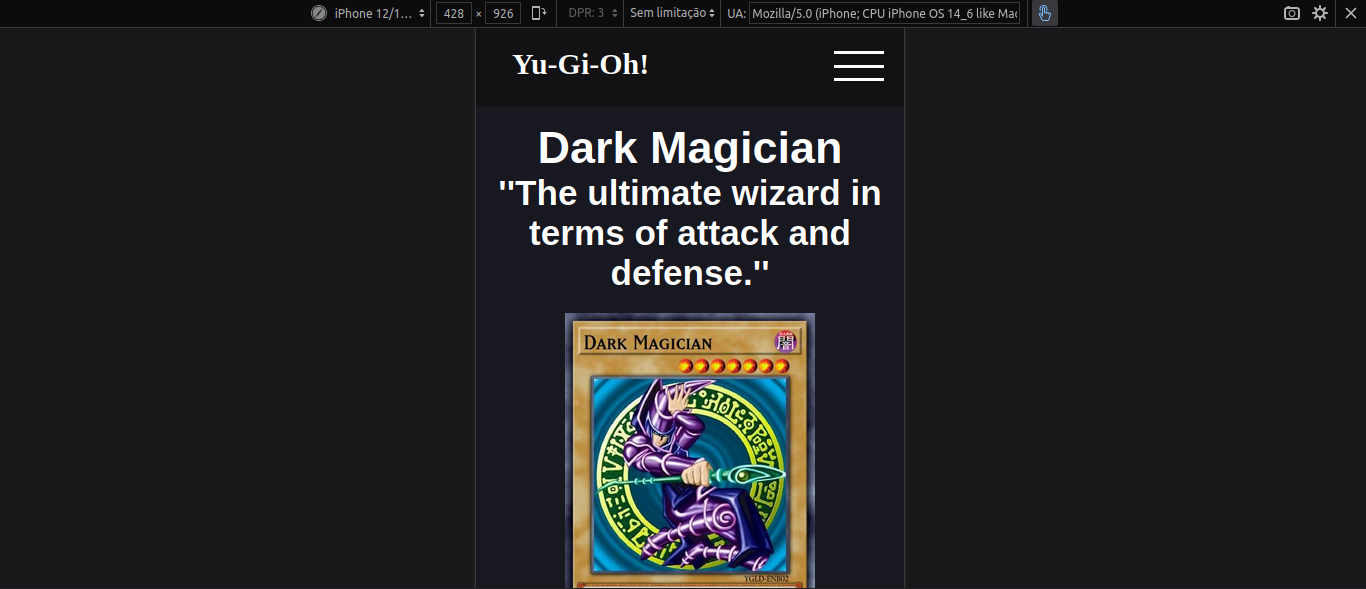 iPhone 12/1... 428 × 926 DPR: 3 Sem limitação UA: Mozilla/5.0 (iPhone; CPU iPhone OS 14_6 like Mac
Yu-Gi-Oh!
Dark Magician
"The ultimate wizard in
terms of attack and
defense."
Dark Magician
DARK
闇
YGLD-ENB02